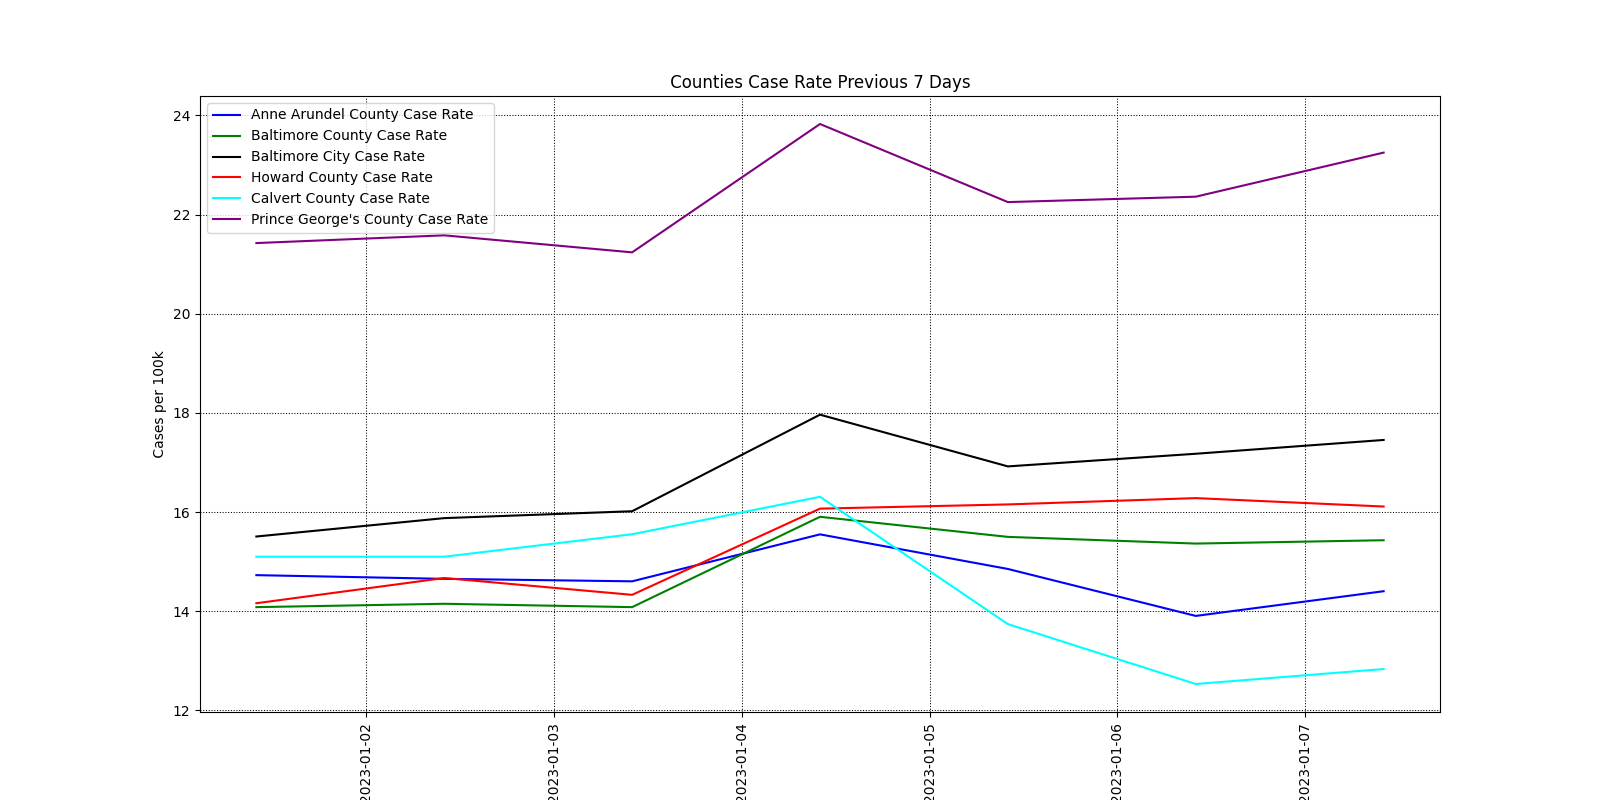 Counties Case Rate Previous 7 Days
Anne Arundel County Case Rate
Baltimore County Case Rate
Baltimore City Case Rate
Howard County Case Rate
Calvert County Case Rate
Prince George's County Case Rate
24
22
20
18
16
14
12
Cases per 100k
2023-01-02
2023-01-03
2023-01-04
2023-01-05
2023-01-06
2023-01-07